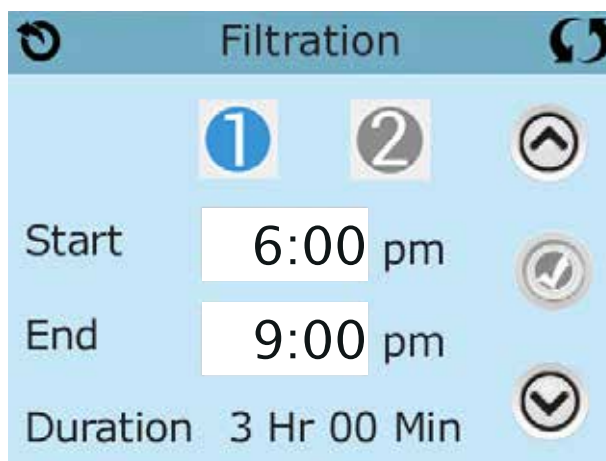 Filtration
1 2
Start 6:00 pm
End 9:00 pm
Duration 3 Hr 00 Min